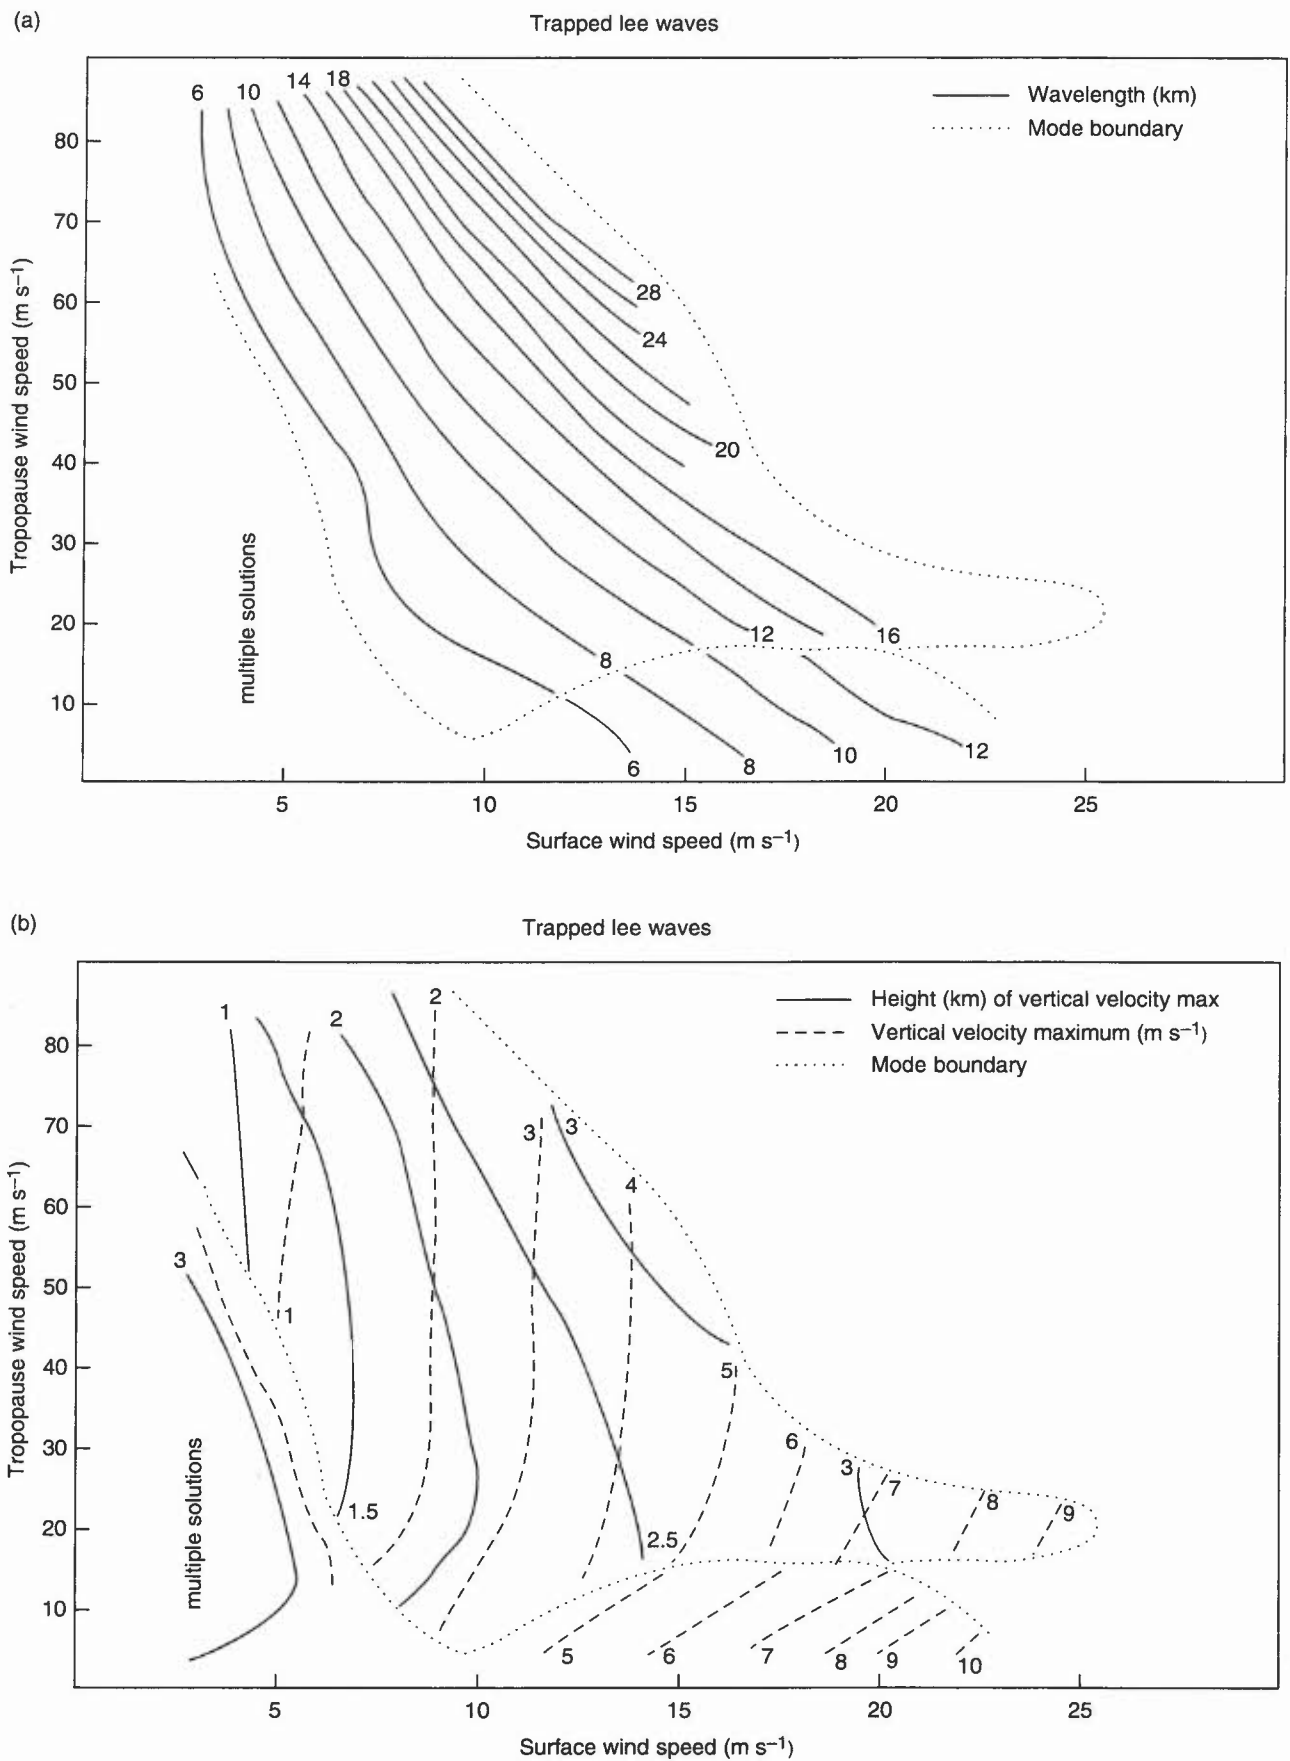 (a)
Trapped lee waves
6 10 14 18
Wavelength (km)
Mode boundary
80
70
60
50
40
30
20
10
Tropopause wind speed (m s–1)
28
24
20
multiple solutions
12
16
8
6
8
10
12
5 10 15 20 25
Surface wind speed (m s–1)
(b)
Trapped lee waves
1 2 2
Height (km) of vertical velocity max
Vertical velocity maximum (m s–1)
Mode boundary
80
70
60
50
40
30
20
10
Tropopause wind speed (m s–1)
3 3
4
3
1
5
6
3
7
8
9
1.5
2.5
multiple solutions
5 6 7 8 9 10
5 10 15 20 25
Surface wind speed (m s–1)